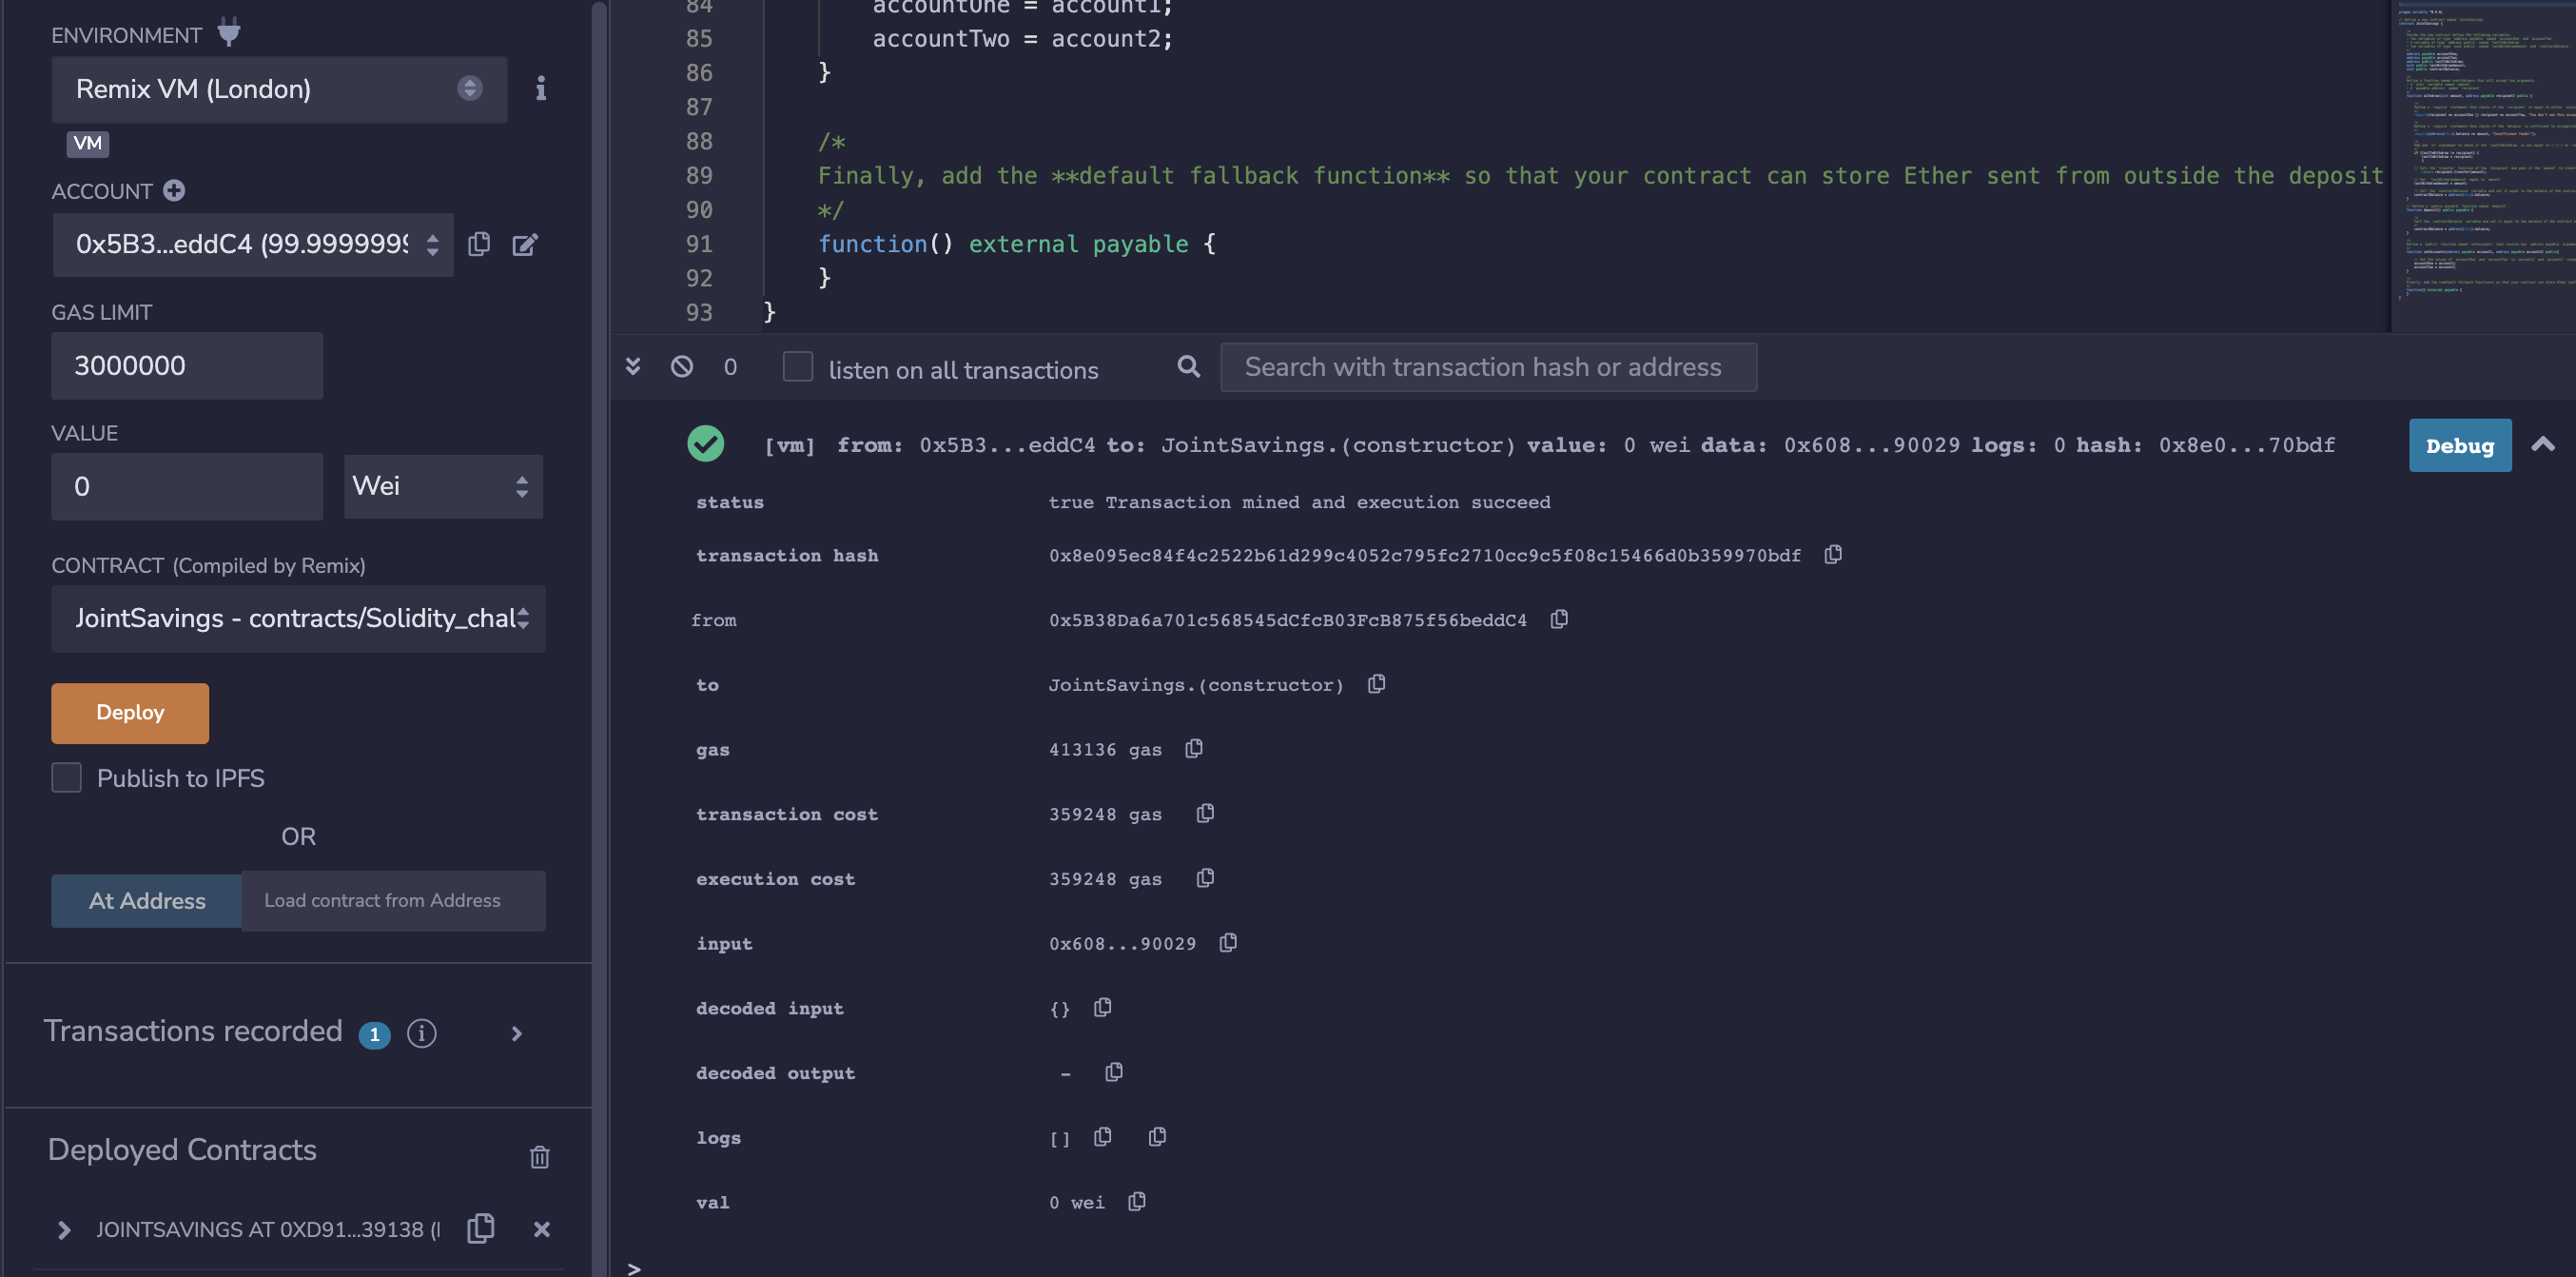 ENVIRONMENT
Remix VM (London)
VM
ACCOUNT
0x5B3...eddC4 (99.9999999
GAS LIMIT
3000000
VALUE
0
Wei
CONTRACT (Compiled by Remix)
JointSavings - contracts/Solidity_chal
Deploy
Publish to IPFS
OR
At Address
Load contract from Address
Transactions recorded 1
Deployed Contracts
JOINTSAVINGS AT 0XD91...39138 (
84 accountOne = account1;
85 accountTwo = account2;
86 }
87
88 /*
89 Finally, add the **default fallback function** so that your contract can store Ether sent from outside the deposit
90 */
91 function() external payable {
92 }
93 }
0
listen on all transactions
Search with transaction hash or address
[vm] from: 0x5B3...eddC4 to: JointSavings.(constructor) value: 0 wei data: 0x608...90029 logs: 0 hash: 0x8e0...70bdf
Debug
status true Transaction mined and execution succeed
transaction hash 0x8e095ec84f4c2522b61d299c4052c795fc2710cc9c5f08c15466d0b359970bdf
from 0x5B38Da6a701c568545dCfcB03FcB875f56beddC4
to JointSavings.(constructor)
gas 413136 gas
transaction cost 359248 gas
execution cost 359248 gas
input 0x608...90029
decoded input {}
decoded output -
logs []
val 0 wei
>